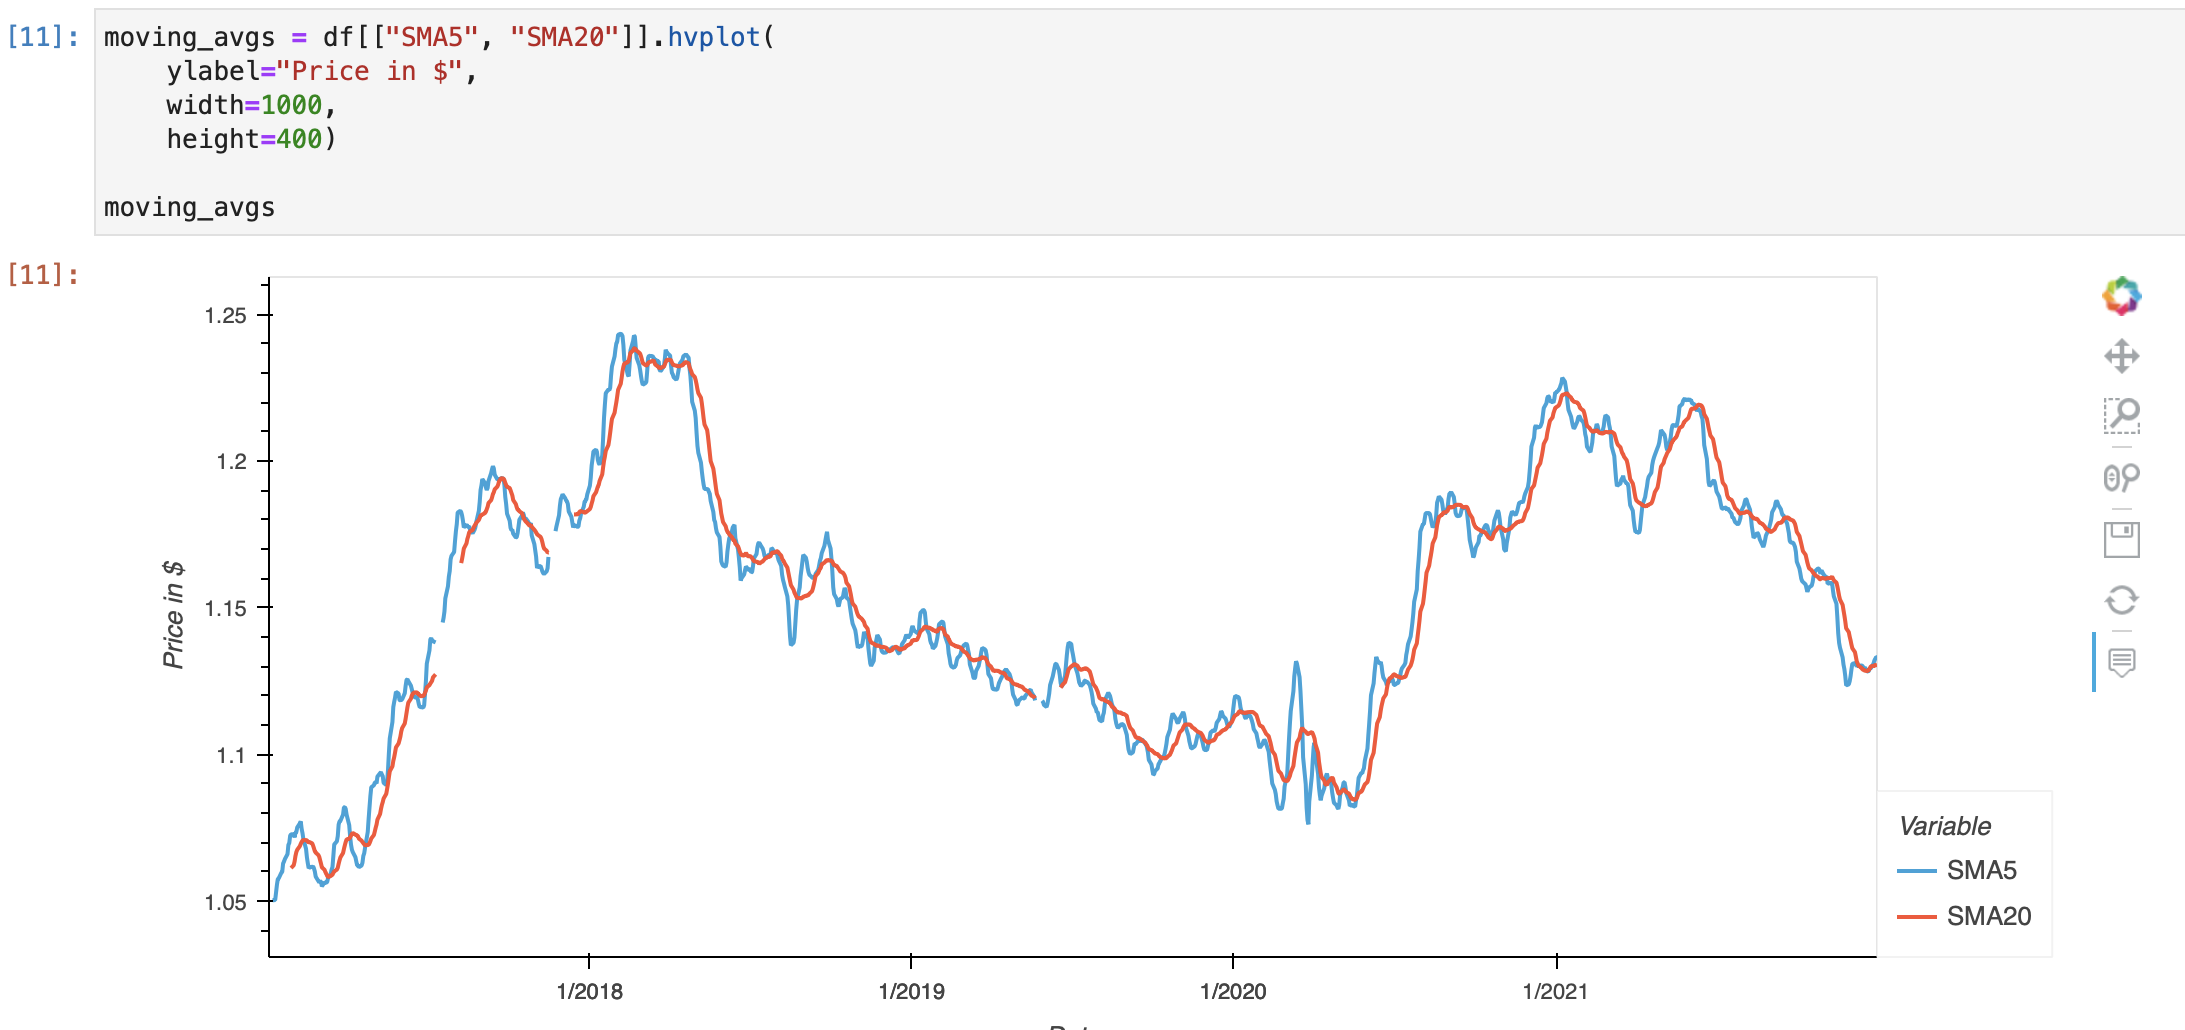 [11]: moving_avgs = df[["SMA5", "SMA20"]].hvplot(
    ylabel="Price in $",
    width=1000,
    height=400)

moving_avgs
[11]:
1.25
1.2
1.15
1.1
1.05
Price in $
1/2018 1/2019 1/2020 1/2021
Variable
SMA5
SMA20